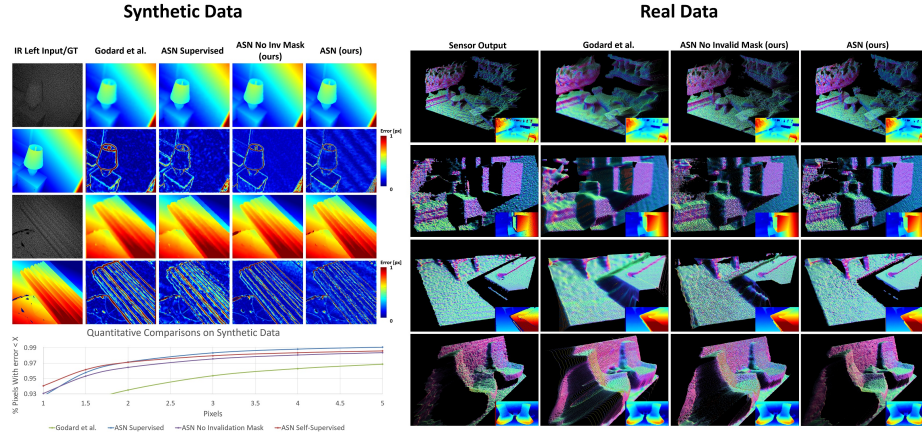 Synthetic Data
Real Data
IR Left Input/GT
Godard et al.
ASN Supervised
ASN No Inv Mask
(ours)
ASN (ours)
Error [px]
1
0
Error [px]
1
0
Sensor Output
Godard et al.
ASN No Invalid Mask (ours)
ASN (ours)
Quantitative Comparisons on Synthetic Data
% Pixels With error < X
0.99
0.97
0.95
0.93
1
1.5
2
2.5
3
3.5
4
4.5
5
Pixels
Godard et al.
ASN Supervised
ASN No Invalidation Mask
ASN Self-Supervised